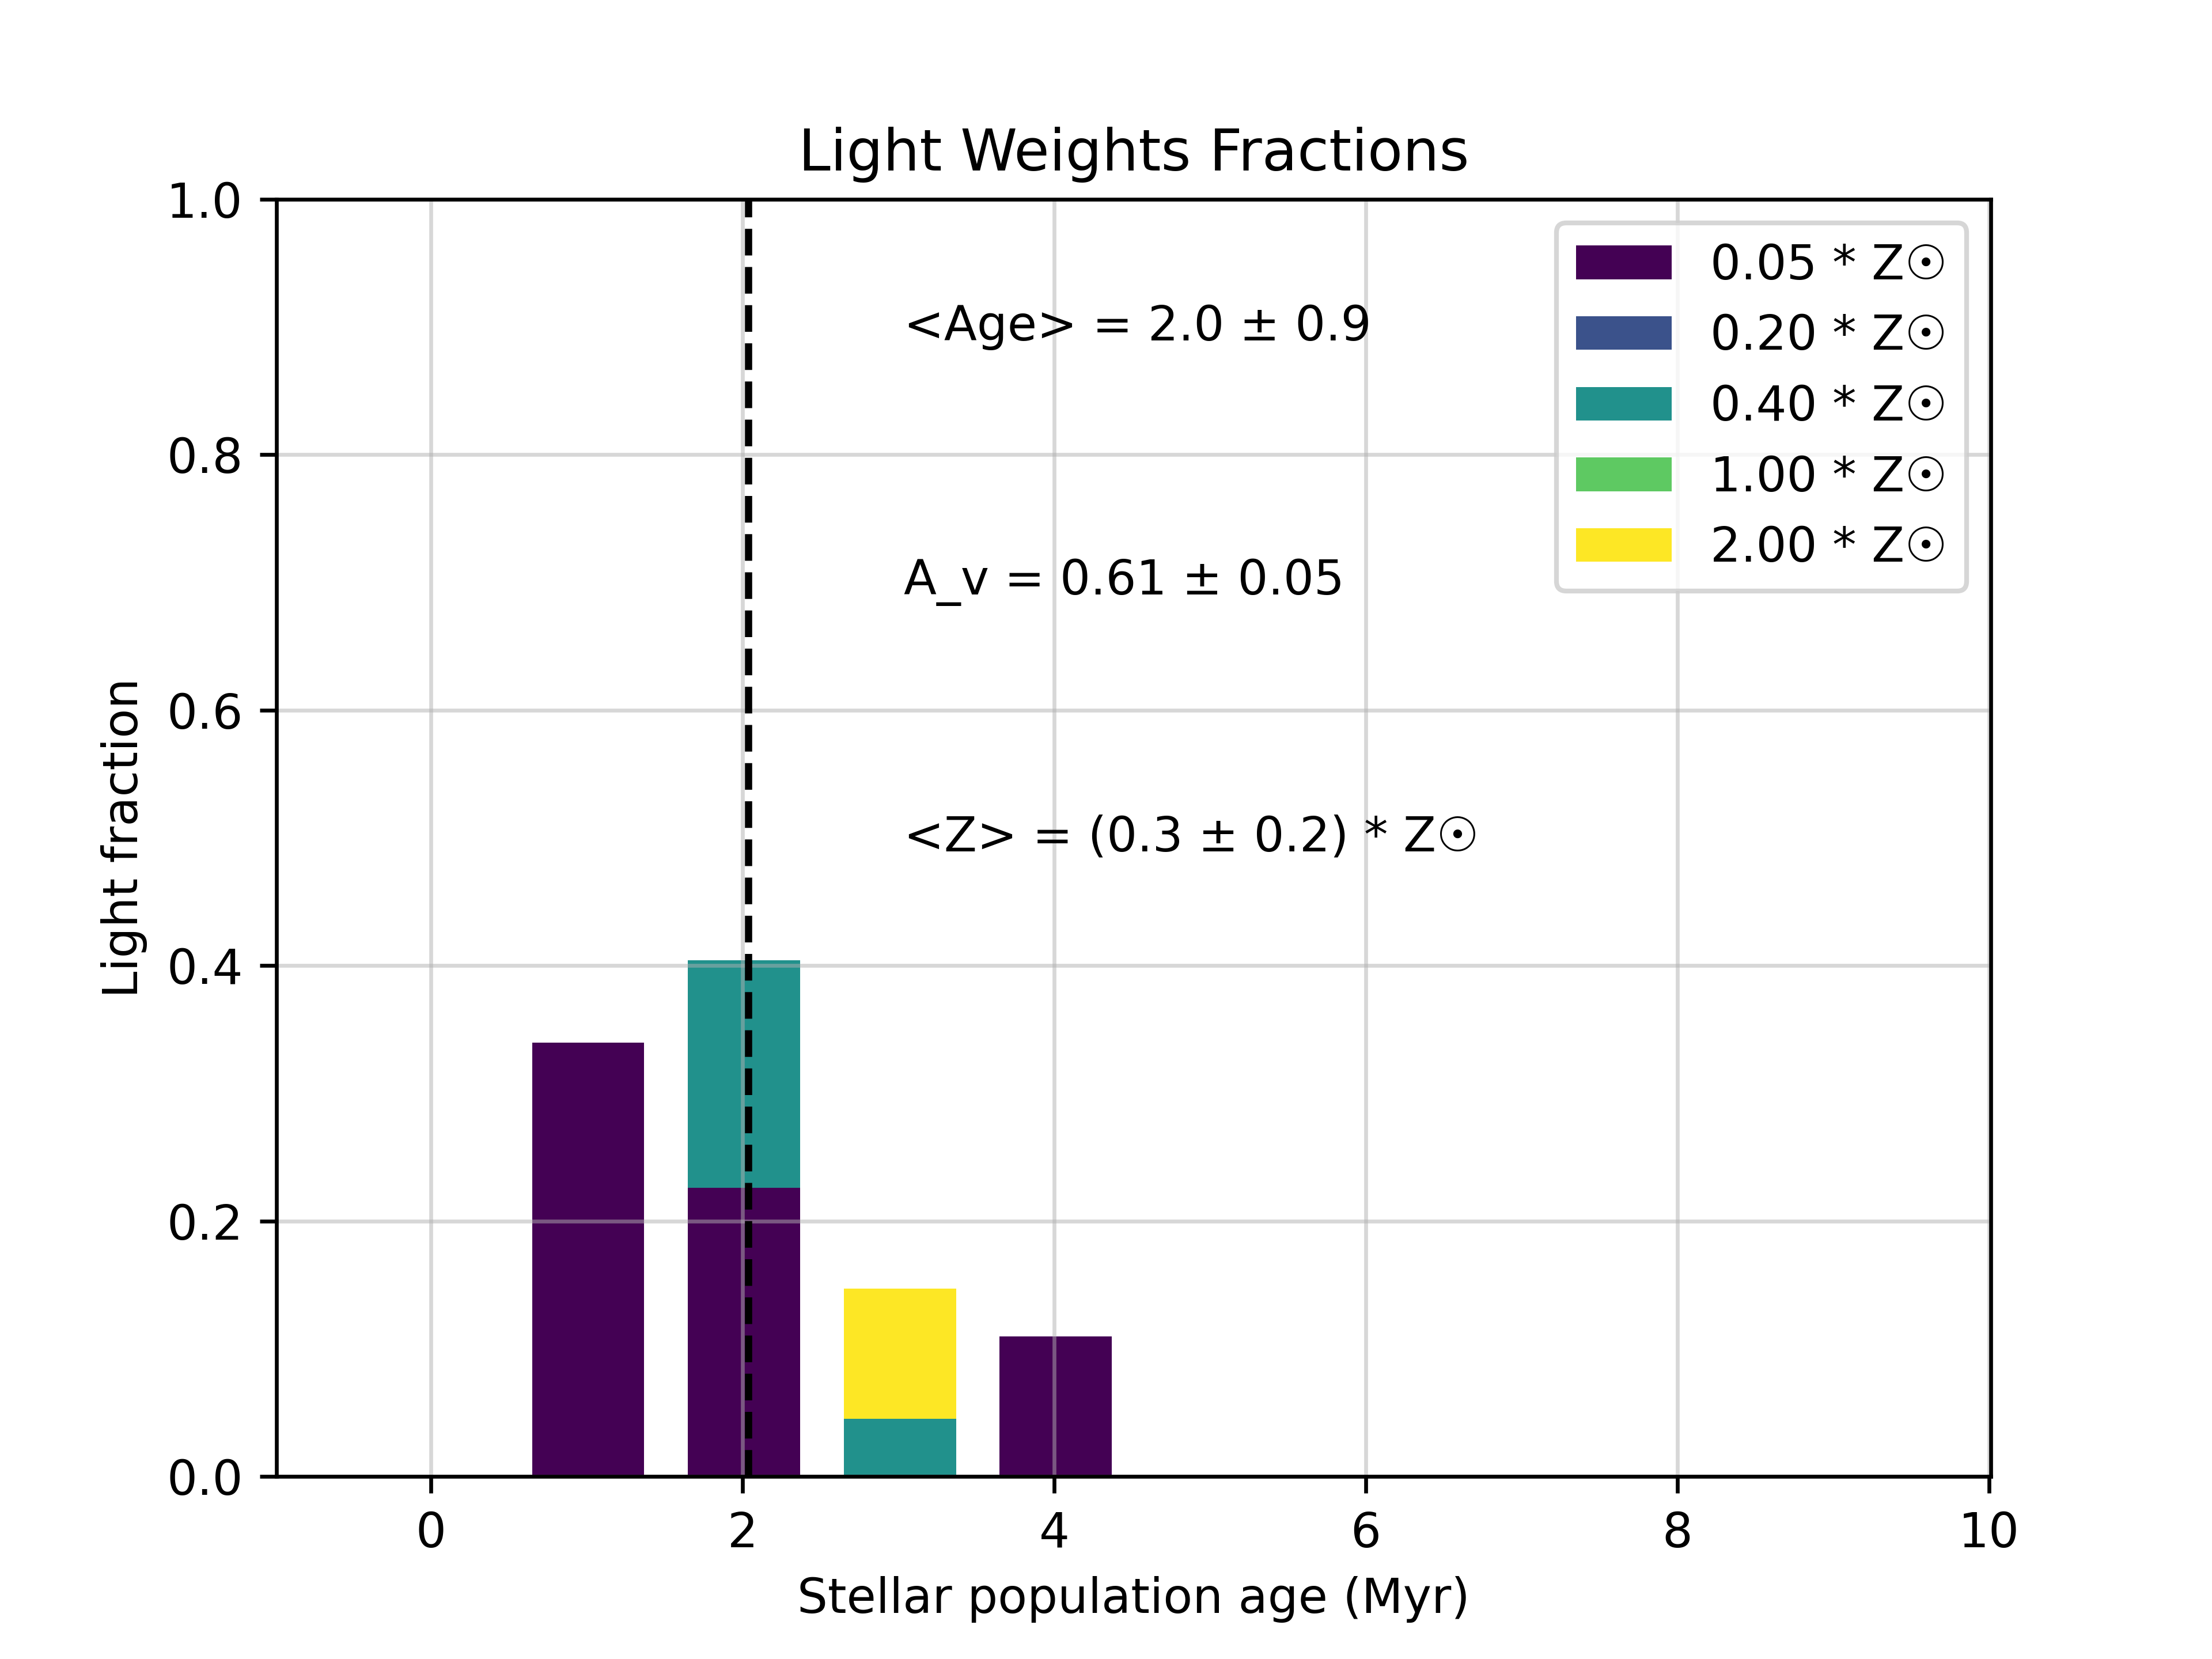 Light Weights Fractions
1.0
0.8
0.6
0.4
0.2
0.0
Light fraction
<Age> = 2.0 ± 0.9
A_v = 0.61 ± 0.05
<Z> = (0.3 ± 0.2) * Z☉
0.05 * Z☉
0.20 * Z☉
0.40 * Z☉
1.00 * Z☉
2.00 * Z☉
0 2 4 6 8 10
Stellar population age (Myr)